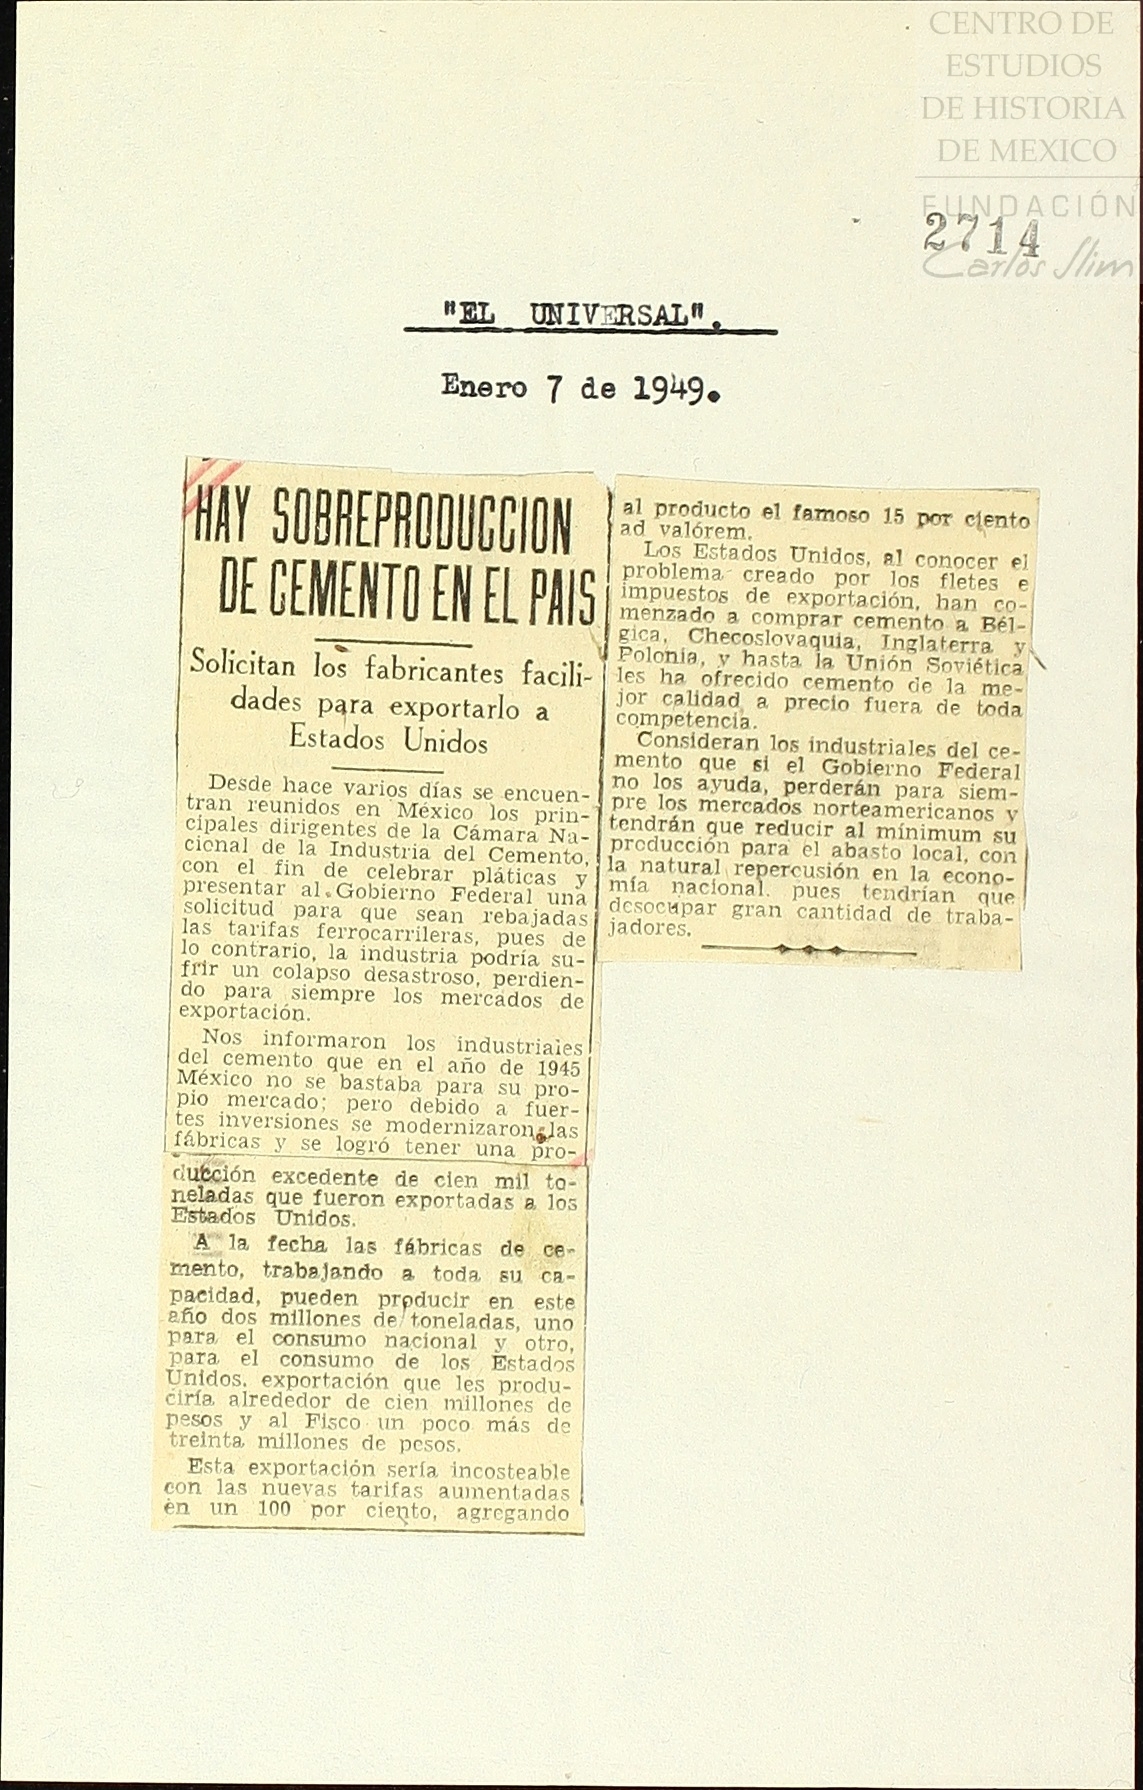 CENTRO DE
ESTUDIOS
DE HISTORIA
DE MEXICO
FUNDACIÓN
Carlos Slim
2714
"EL UNIVERSAL".
Enero 7 de 1949.
HAY SOBREPRODUCCION
DE CEMENTO EN EL PAIS
Solicitan los fabricantes facili-
dades para exportarlo a
Estados Unidos
Desde hace varios días se encuen-
tran reunidos en México los prin-
cipales dirigentes de la Cámara Na-
cional de la Industria del Cemento,
con el fin de celebrar pláticas y
presentar al Gobierno Federal una
solicitud para que sean rebajadas
las tarifas ferrocarrileras, pues de
lo contrario, la industria podría su-
frir un colapso desastroso, perdien-
do para siempre los mercados de
exportación.
Nos informaron los industriales
del cemento que en el año de 1945
México no se bastaba para su pro-
pio mercado; pero debido a fuer-
tes inversiones se modernizaron las
fábricas y se logró tener una pro-
ducción excedente de cien mil to-
neladas que fueron exportadas a los
Estados Unidos.
A la fecha las fábricas de ce-
mento, trabajando a toda su ca-
pacidad, pueden producir en este
año dos millones de toneladas, uno
para el consumo nacional y otro,
para el consumo de los Estados
Unidos, exportación que les produ-
ciría alrededor de cien millones de
pesos y al Fisco un poco más de
treinta millones de pesos.
Esta exportación sería incosteable
con las nuevas tarifas aumentadas
en un 100 por ciento, agregando
al producto el famoso 15 por ciento
ad valórem.
Los Estados Unidos, al conocer el
problema creado por los fletes e
impuestos de exportación, han co-
menzado a comprar cemento a Bél-
gica, Checoslovaquia, Inglaterra y
Polonia, y hasta la Unión Soviética
les ha ofrecido cemento de la me-
jor calidad a precio fuera de toda
competencia.
Consideran los industriales del ce-
mento que si el Gobierno Federal
no los ayuda, perderán para siem-
pre los mercados norteamericanos y
tendrán que reducir al mínimum su
producción para el abasto local, con
la natural repercusión en la econo-
mía nacional. pues tendrían que
desocupar gran cantidad de traba-
jadores.